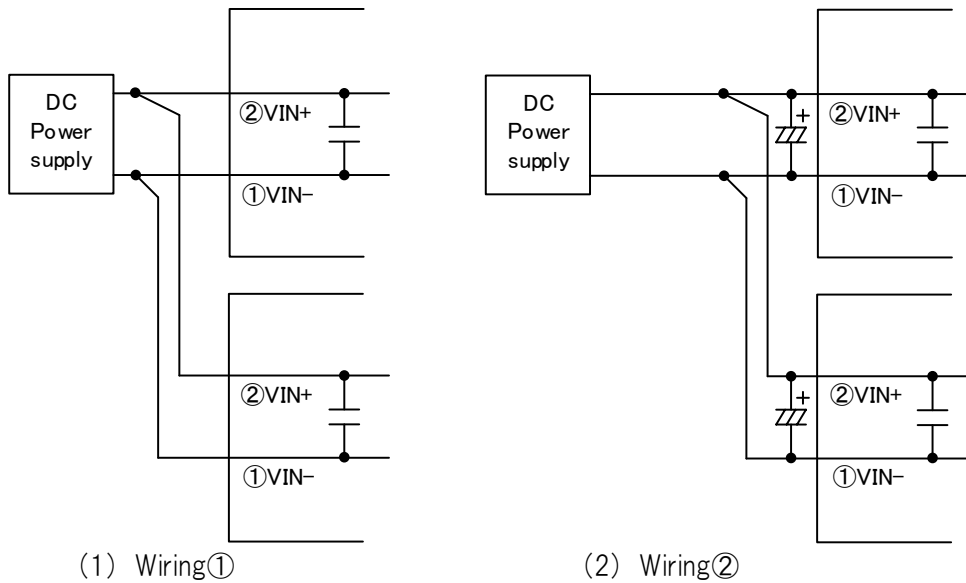 DC
Power
supply
②VIN+
①VIN−
②VIN+
①VIN−
(1) Wiring①
DC
Power
supply
+
②VIN+
①VIN−
+
②VIN+
①VIN−
(2) Wiring②